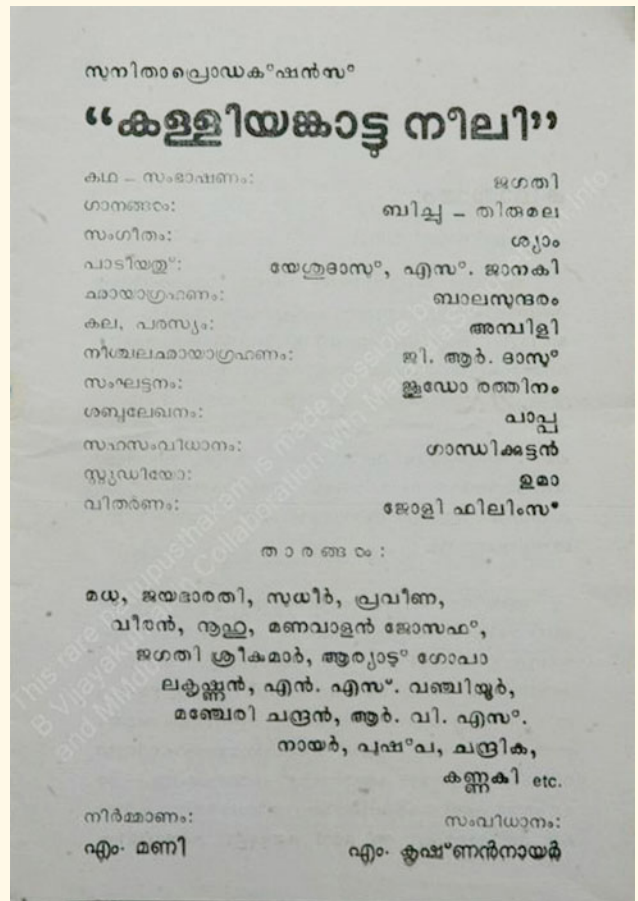 സുനിതാപ്രൊഡക്ഷൻസ്
“കള്ളിയങ്കാട്ടു നീലി”
കഥ – സംഭാഷണം: ജഗതി
ഗാനങ്ങൾ: ബിച്ചു – തിരുമല
സംഗീതം: ശ്യാം
പാടിയത്: യേശുദാസ്, എസ്. ജാനകി
ഛായാഗ്രഹണം: ബാലസുന്ദരം
കല, പരസ്യം: അമ്പിളി
നിശ്ചലഛായാഗ്രഹണം: ജി. ആർ. ദാസ്
സംഘട്ടനം: ജൂഡോ രത്തിനം
ശബ്ദലേഖനം: പാപ്പ
സഹസംവിധാനം: ഗാന്ധിക്കുട്ടൻ
സ്റ്റുഡിയോ: ഉമാ
വിതർണം: ജോളി ഫിലിംസ്
താരങ്ങൾ:
മധു, ജയഭാരതി, സുധീർ, പ്രവീണ,
വീരൻ, നൂഹു, മണവാളൻ ജോസഫ്,
ജഗതി ശ്രീകുമാർ, ആര്യാട് ഗോപാ
ലകൃഷ്ണൻ, എൻ. എസ്. വഞ്ചിയൂർ,
മഞ്ചേരി ചന്ദ്രൻ, ആർ. വി. എസ്.
നായർ, പുഷ്പ, ചന്ദ്രിക,
കണ്ണകി etc.
നിർമ്മാണം: സംവിധാനം:
എം. മണി എം. കൃഷ്ണൻനായർ